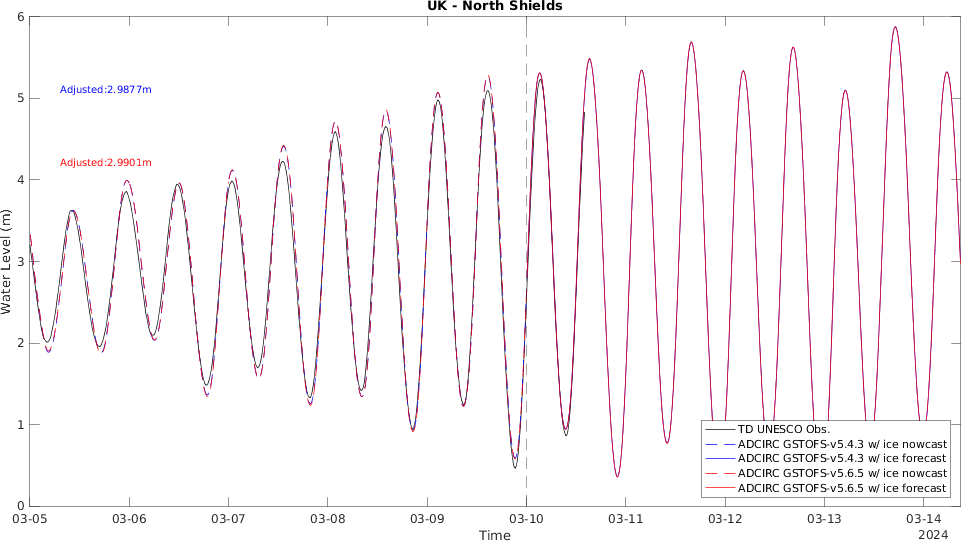 UK - North Shields
6
5
4
3
2
1
0
Water Level (m)
Adjusted:2.9877m
Adjusted:2.9901m
TD UNESCO Obs.
ADCIRC GSTOFS-v5.4.3 w/ ice nowcast
ADCIRC GSTOFS-v5.4.3 w/ ice forecast
ADCIRC GSTOFS-v5.6.5 w/ ice nowcast
ADCIRC GSTOFS-v5.6.5 w/ ice forecast
03-05 03-06 03-07 03-08 03-09 03-10 03-11 03-12 03-13 03-14
Time
2024